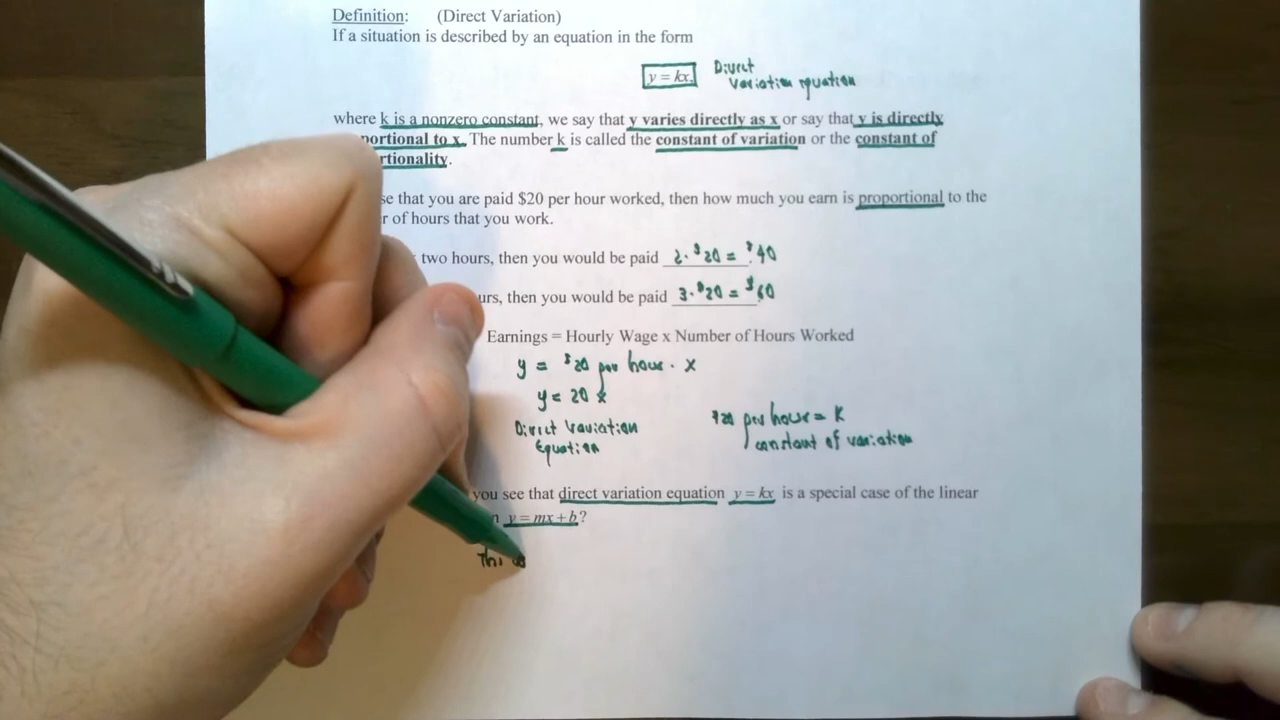 Definition: (Direct Variation)
If a situation is described by an equation in the form
y = kx, Direct
variation equation
where k is a nonzero constant, we say that y varies directly as x or say that y is directly
portional to x. The number k is called the constant of variation or the constant of
rtionality.
se that you are paid $20 per hour worked, then how much you earn is proportional to the
r of hours that you work.
two hours, then you would be paid 2·$20 = $40
urs, then you would be paid 3·$20 = $60
Earnings = Hourly Wage x Number of Hours Worked
y = $20 per hour · x
y = 20 x
Direct Variation
Equation
$20 per hour = k
constant of variation
you see that direct variation equation y = kx is a special case of the linear
n y = mx + b?